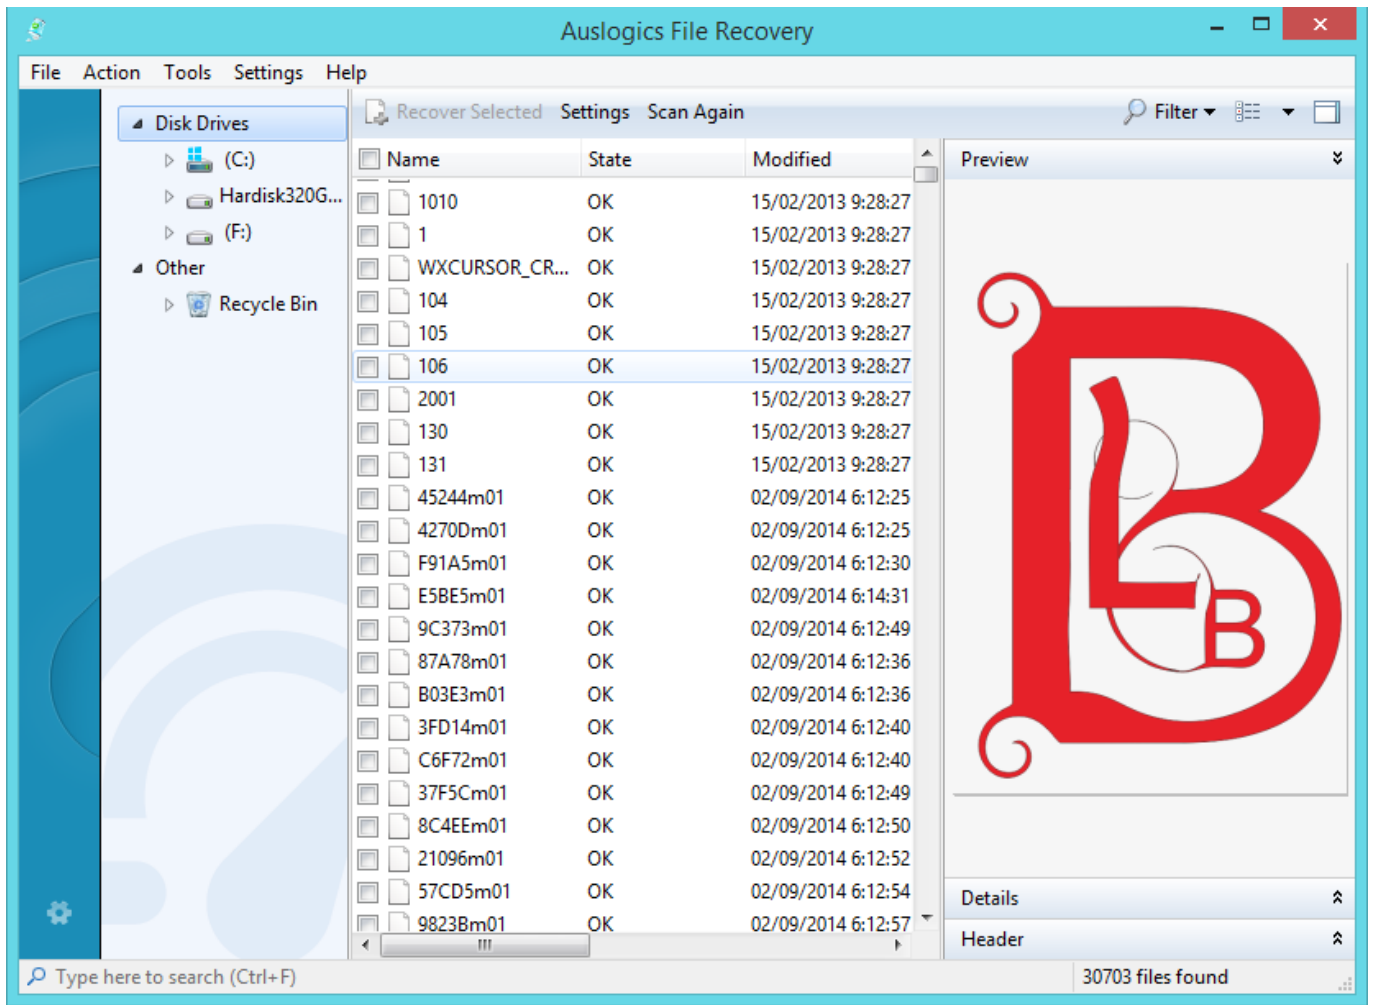 Auslogics File Recovery
File Action Tools Settings Help
Disk Drives
(C:)
Hardisk320G...
(F:)
Other
Recycle Bin
Recover Selected Settings Scan Again Filter
Name State Modified
1010 OK 15/02/2013 9:28:27
1 OK 15/02/2013 9:28:27
WXCURSOR_CR... OK 15/02/2013 9:28:27
104 OK 15/02/2013 9:28:27
105 OK 15/02/2013 9:28:27
106 OK 15/02/2013 9:28:27
2001 OK 15/02/2013 9:28:27
130 OK 15/02/2013 9:28:27
131 OK 15/02/2013 9:28:27
45244m01 OK 02/09/2014 6:12:25
4270Dm01 OK 02/09/2014 6:12:25
F91A5m01 OK 02/09/2014 6:12:30
E5BE5m01 OK 02/09/2014 6:14:31
9C373m01 OK 02/09/2014 6:12:49
87A78m01 OK 02/09/2014 6:12:36
B03E3m01 OK 02/09/2014 6:12:36
3FD14m01 OK 02/09/2014 6:12:40
C6F72m01 OK 02/09/2014 6:12:40
37F5Cm01 OK 02/09/2014 6:12:49
8C4EEm01 OK 02/09/2014 6:12:50
21096m01 OK 02/09/2014 6:12:52
57CD5m01 OK 02/09/2014 6:12:54
9823Bm01 OK 02/09/2014 6:12:57
Preview
B
L
B
Details
Header
Type here to search (Ctrl+F)
30703 files found